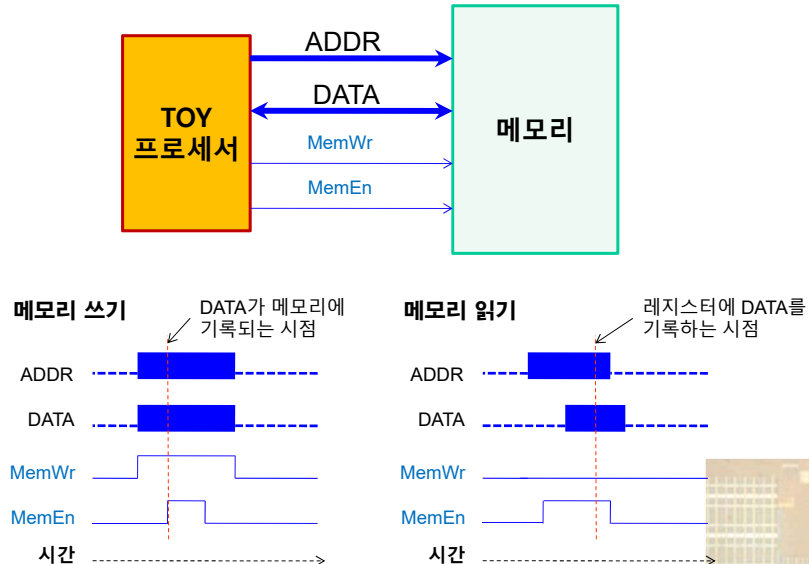 ADDR
DATA
TOY
프로세서
메모리
MemWr
MemEn
메모리 쓰기
DATA가 메모리에
기록되는 시점
ADDR
DATA
MemWr
MemEn
시간
메모리 읽기
레지스터에 DATA를
기록하는 시점
ADDR
DATA
MemWr
MemEn
시간